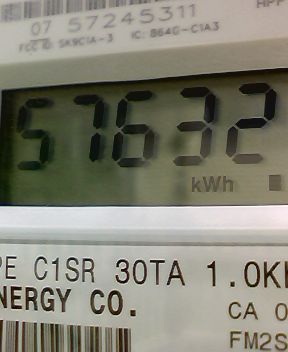 07 57245311
FCC ID: SK9C1A-3 IC: 864G-C1A3
57632
kWh
PE C1SR 30TA 1.0K
NERGY CO.
CA 0
FM2S